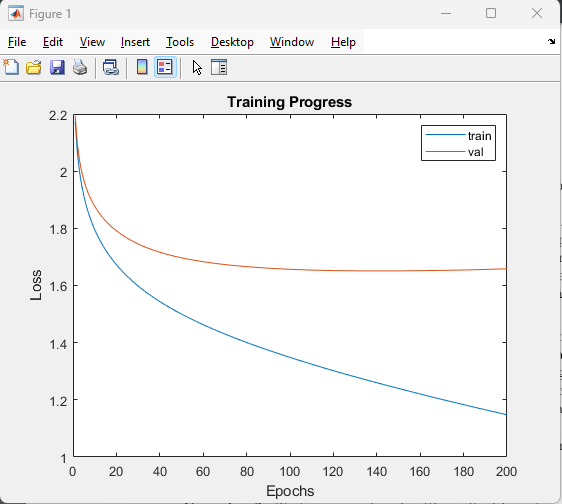 Figure 1
File Edit View Insert Tools Desktop Window Help
Training Progress
train
val
Loss
2.2
2
1.8
1.6
1.4
1.2
1
0 20 40 60 80 100 120 140 160 180 200
Epochs